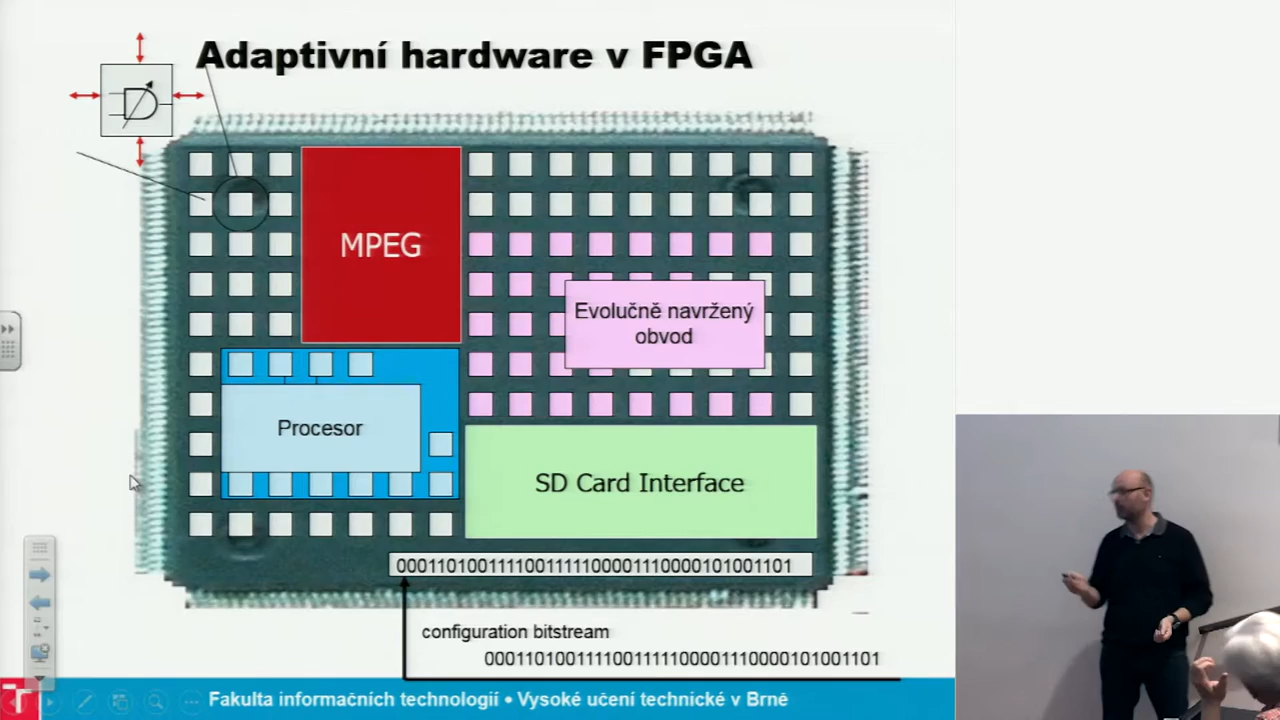 Adaptivní hardware v FPGA
MPEG
Evolučně navržený
obvod
Procesor
SD Card Interface
0001101001111001111100001110000101001101
configuration bitstream
0001101001111001111100001110000101001101
Fakulta informačních technologií • Vysoké učení technické v Brně